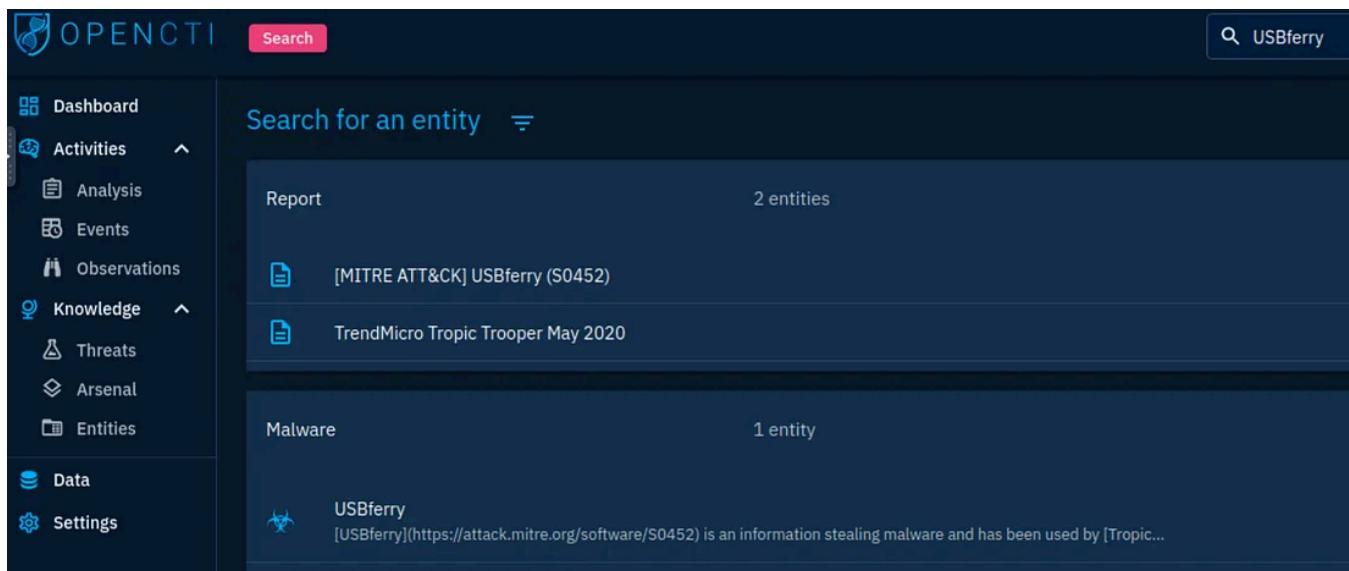 OPENCTI
Search
USBferry
Dashboard
Activities
Analysis
Events
Observations
Knowledge
Threats
Arsenal
Entities
Data
Settings
Search for an entity
Report 2 entities
[MITRE ATT&CK] USBferry (S0452)
TrendMicro Tropic Trooper May 2020
Malware 1 entity
USBferry
[USBferry](https://attack.mitre.org/software/S0452) is an information stealing malware and has been used by [Tropic...